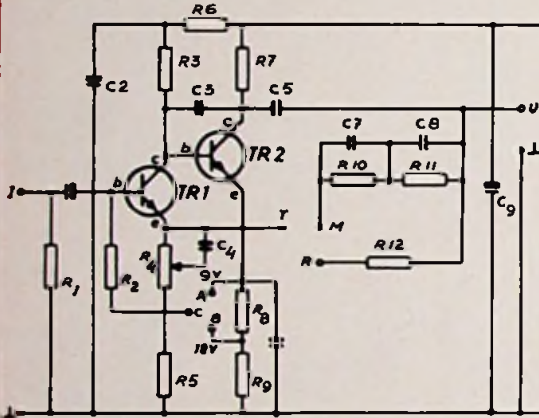 R6
R3 R7
C2
C3 C5
c
C7 C8 U
b TR2
c
R10 R11
I b TR1 e
C9
e T M
C4
R1 R2 R4 R R12
9V
A
C B R8
18V
R5 R9